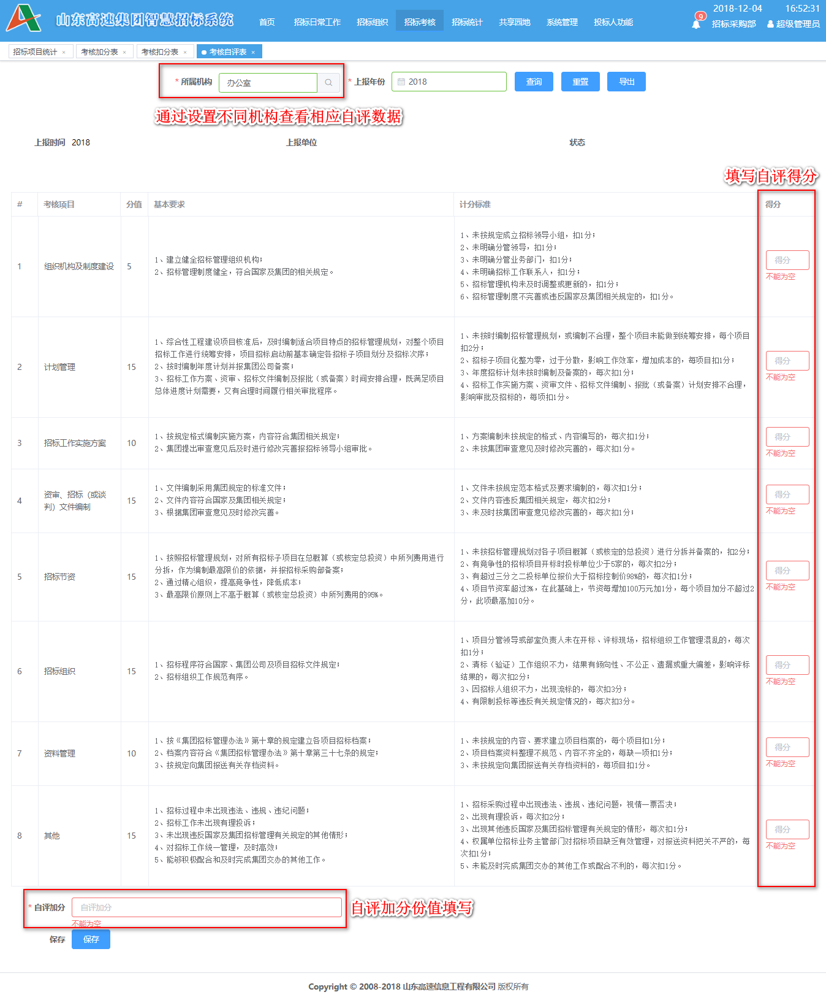 山东高速集团智慧招标系统
首页 招标日常工作 招标组织 招标考核 招标统计 共享园地 系统管理 投标人功能
9
2018-12-04 16:52:31
招标采购部 超级管理员
招标项目统计 × 考核加分表 × 考核扣分表 × 考核自评表 ×
* 所属机构 办公室 * 上报年份 2018 查询 重置 导出
通过设置不同机构查看相应自评数据
上报时间 2018 上报单位 状态
填写自评得分
# 考核项目 分值 基本要求 计分标准 得分
1 组织机构及制度建设 5
1、建立健全招标管理组织机构；
2、招标管理制度健全，符合国家及集团的相关规定。
1、未按规定成立招标领导小组，扣1分；
2、未明确分管领导，扣1分；
3、未明确分管业务部门，扣1分；
4、未明确招标工作联系人，扣1分；
5、招标管理机构未及时调整或更新的，扣1分；
6、招标管理制度不完善或违反国家及集团相关规定的，扣1分。
得分
不能为空
2 计划管理 15
1、综合性工程建设项目核准后，及时编制适合项目特点的招标管理规划，对整个项目
招标工作进行统筹安排，项目招标启动前基本确定各招标子项目划分及招标次序；
2、按时编制年度计划并报集团公司备案；
3、招标工作方案、资审、招标文件编制及报批（或备案）时间安排合理，既满足项目
总体进度计划需要，又有合理时间履行相关审批程序。
1、未按时编制招标管理规划，或编制不合理，整个项目未能做到统筹安排，每个项目
扣2分；
2、招标子项目化整为零，过于分散，影响工作效率，增加成本的，每项目扣1分；
3、年度招标计划未按时编制及备案的，每次扣1分；
4、招标工作实施方案、资审文件、招标文件编制、报批（或备案）计划安排不合理，
影响审批及招标的，每项扣1分。
得分
不能为空
3 招标工作实施方案 10
1、按规定格式编制实施方案，内容符合集团相关规定；
2、集团提出审查意见后及时进行修改完善报招标领导小组审批。
1、方案编制未按规定的格式、内容编写的，每次扣1分；
2、未按集团审查意见及时修改完善的，每次扣1分。
得分
不能为空
4 资审、招标（或谈
判）文件编制 15
1、文件编制采用集团规定的标准文件；
2、文件内容符合国家及集团相关规定；
3、根据集团审查意见及时修改完善。
1、文件未按规定范本格式及要求编制的，每次扣1分；
2、文件内容违反集团相关规定，每次扣2分；
3、未及时按集团审查意见修改完善的，每次扣1分；
得分
不能为空
5 招标节资 15
1、按照招标管理规划，对所有招标子项目在总概算（或核定总投资）中所列费用进行
分拆，作为编制最高限价的依据，并报招标采购部备案；
2、通过精心组织，提高竞争性，降低成本；
3、最高限价原则上不高于概算（或核定总投资）中所列费用的95%。
1、未按招标管理规划对各子项目概算（或核定的总投资）进行分拆并备案的，扣2分；
2、有竞争性的招标项目开标时投标单位少于5家的，每次扣2分；
3、有超过三分之二投标单位报价大于招标控制价98%的，每次扣1分；
4、项目节资率超过3%，在此基础上，节资每增加100万元加1分，每个项目加分不超过2
分，此项最高加10分。
得分
不能为空
6 招标组织 15
1、招标程序符合国家、集团公司及项目招标文件规定；
2、招标组织工作规范有序。
1、项目分管领导或部室负责人未在开标、评标现场，招标组织工作管理混乱的，每次
扣1分；
2、清标（验证）工作组织不力，结果有倾向性、不公正、遗漏或重大偏差，影响评标
结果的，每次扣2分；
3、因招标人组织不力，出现流标的，每次扣3分；
4、有限制投标等违反有关规定情况的，每次扣3分。
得分
不能为空
7 资料管理 10
1、按《集团招标管理办法》第十章的规定建立各项目招标档案；
2、档案内容符合《集团招标管理办法》第十章第三十七条的规定；
3、按规定向集团报送有关存档资料。
1、未按规定的内容、要求建立项目档案的，每个项目扣1分；
2、项目档案资料整理不规范、内容不齐全的，每缺一项扣1分；
3、未按规定向集团报送有关存档资料的，每项目扣1分。
得分
不能为空
8 其他 15
1、招标过程中未出现违法、违规、违纪问题；
2、招标工作未出现有理投诉；
3、未出现违反国家及集团招标管理有关规定的其他情形；
4、对招标工作统一管理，及时高效；
5、能够积极配合和及时完成集团交办的其他工作。
1、招标采购过程中出现违法、违规、违纪问题，视情一票否决；
2、出现有理投诉，每次扣2分；
3、出现其他违反国家及集团招标管理有关规定的情形，每次扣1分；
4、权属单位招标业务主管部门对招标项目缺乏有效管理，对报送资料把关不严的，每
次扣1分；
5、未能及时完成集团交办的其他工作或配合不利的，每次扣1分。
得分
不能为空
* 自评加分 自评加分 自评加分份值填写
不能为空
保存 保存
Copyright © 2008-2018 山东高速信息工程有限公司 版权所有